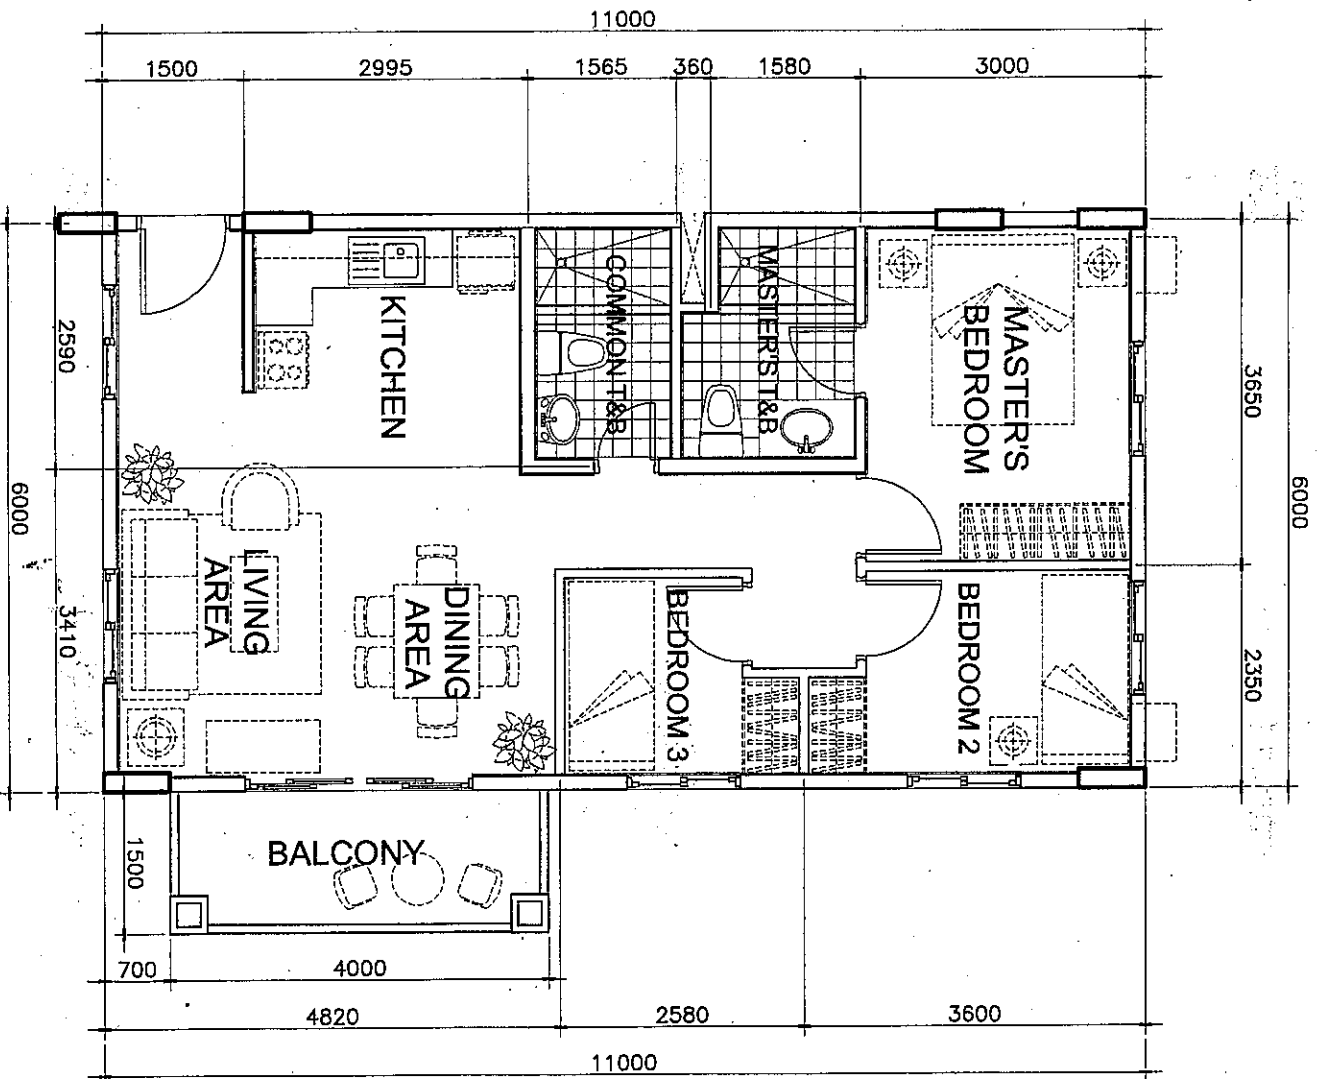 11000
1500 2995 1565 360 1580 3000
KITCHEN
COMMON T&B
MASTER'S T&B
MASTER'S
BEDROOM
2590
3650
6000
6000
LIVING
AREA
DINING
AREA
BEDROOM 3
BEDROOM 2
3410
2350
BALCONY
1500
700 4000
4820 2580 3600
11000